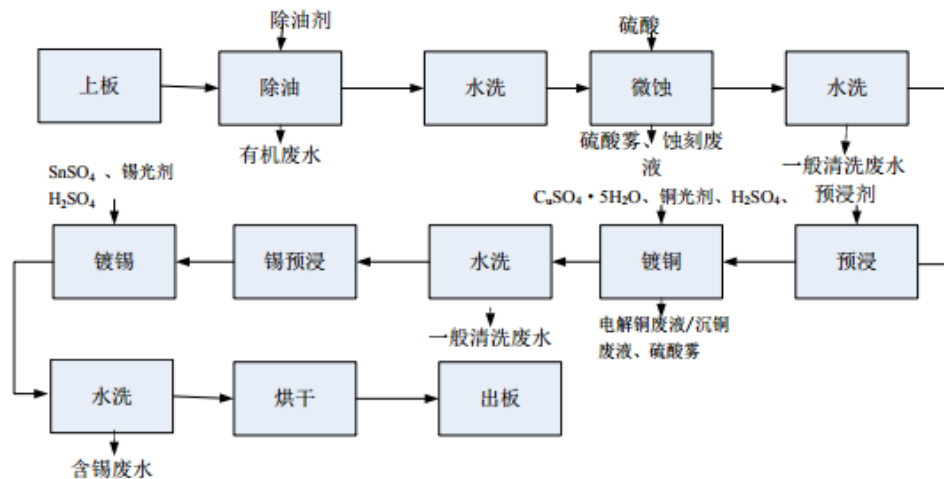 除油剂
硫酸
上板
除油
水洗
微蚀
水洗
有机废水
硫酸雾、蚀刻废
液
一般清洗废水
SnSO₄ 、锡光剂
H₂SO₄
CuSO₄·5H₂O、铜光剂、H₂SO₄、
预浸剂
镀锡
锡预浸
水洗
镀铜
预浸
一般清洗废水
电解铜废液/沉铜
废液、硫酸雾
水洗
烘干
出板
含锡废水